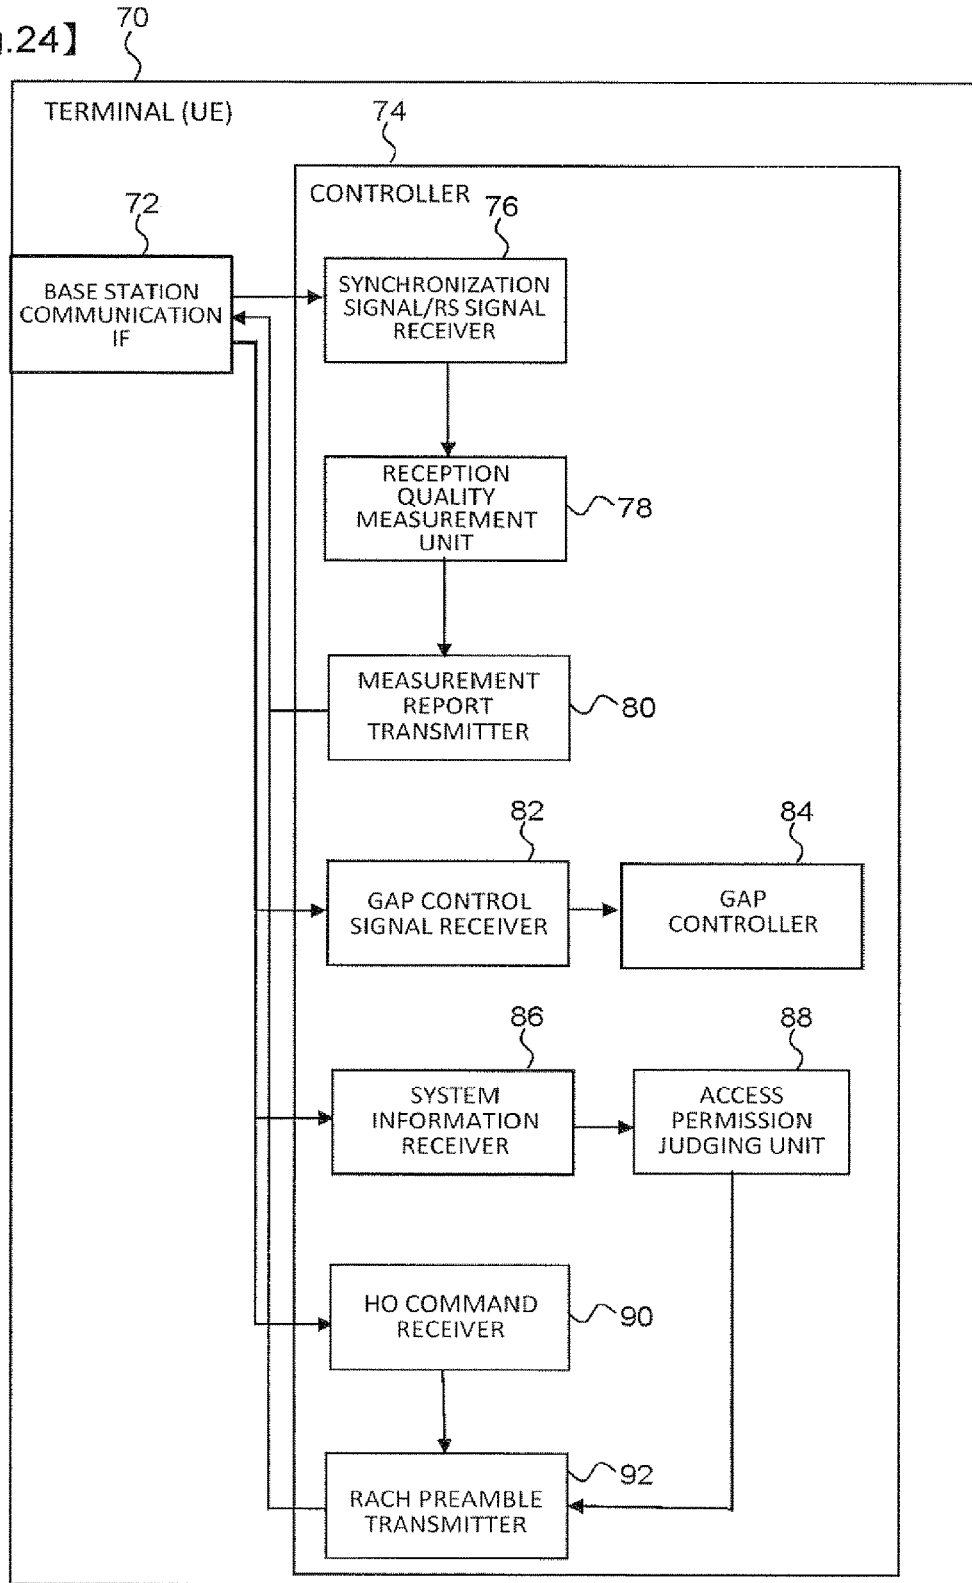 .24】
70
TERMINAL (UE)
74
CONTROLLER
72
BASE STATION
COMMUNICATION
IF
76
SYNCHRONIZATION
SIGNAL/RS SIGNAL
RECEIVER
RECEPTION
QUALITY
MEASUREMENT
UNIT
78
MEASUREMENT
REPORT
TRANSMITTER
80
82
GAP CONTROL
SIGNAL RECEIVER
84
GAP
CONTROLLER
86
SYSTEM
INFORMATION
RECEIVER
88
ACCESS
PERMISSION
JUDGING UNIT
HO COMMAND
RECEIVER
90
RACH PREAMBLE
TRANSMITTER
92